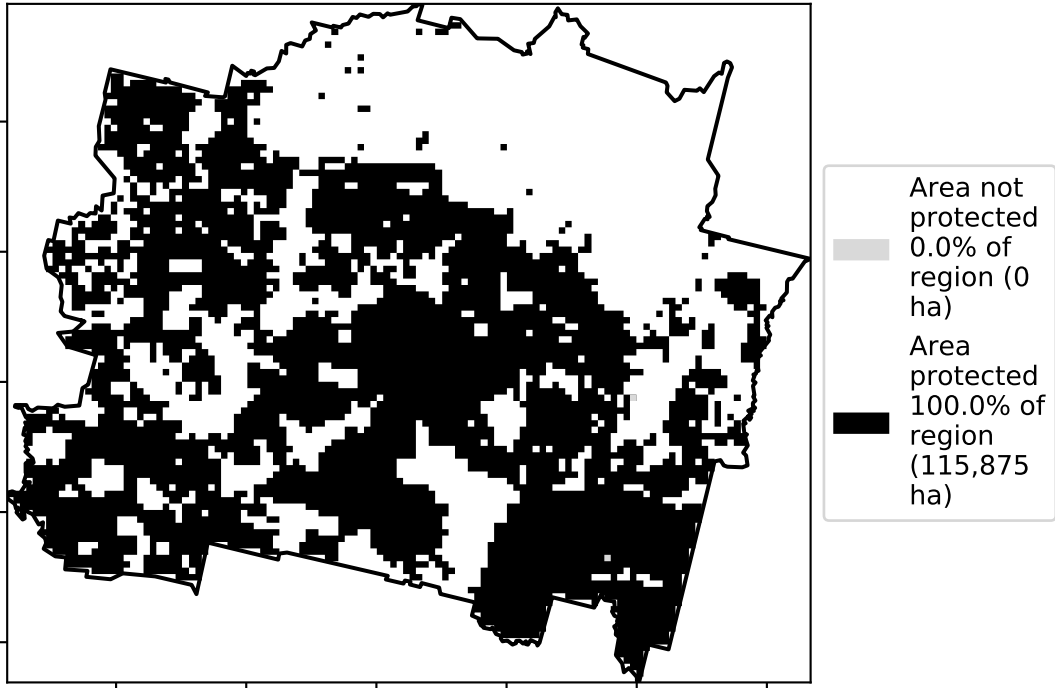 Area not
protected
0.0% of
region (0
ha)
Area
protected
100.0% of
region
(115,875
ha)